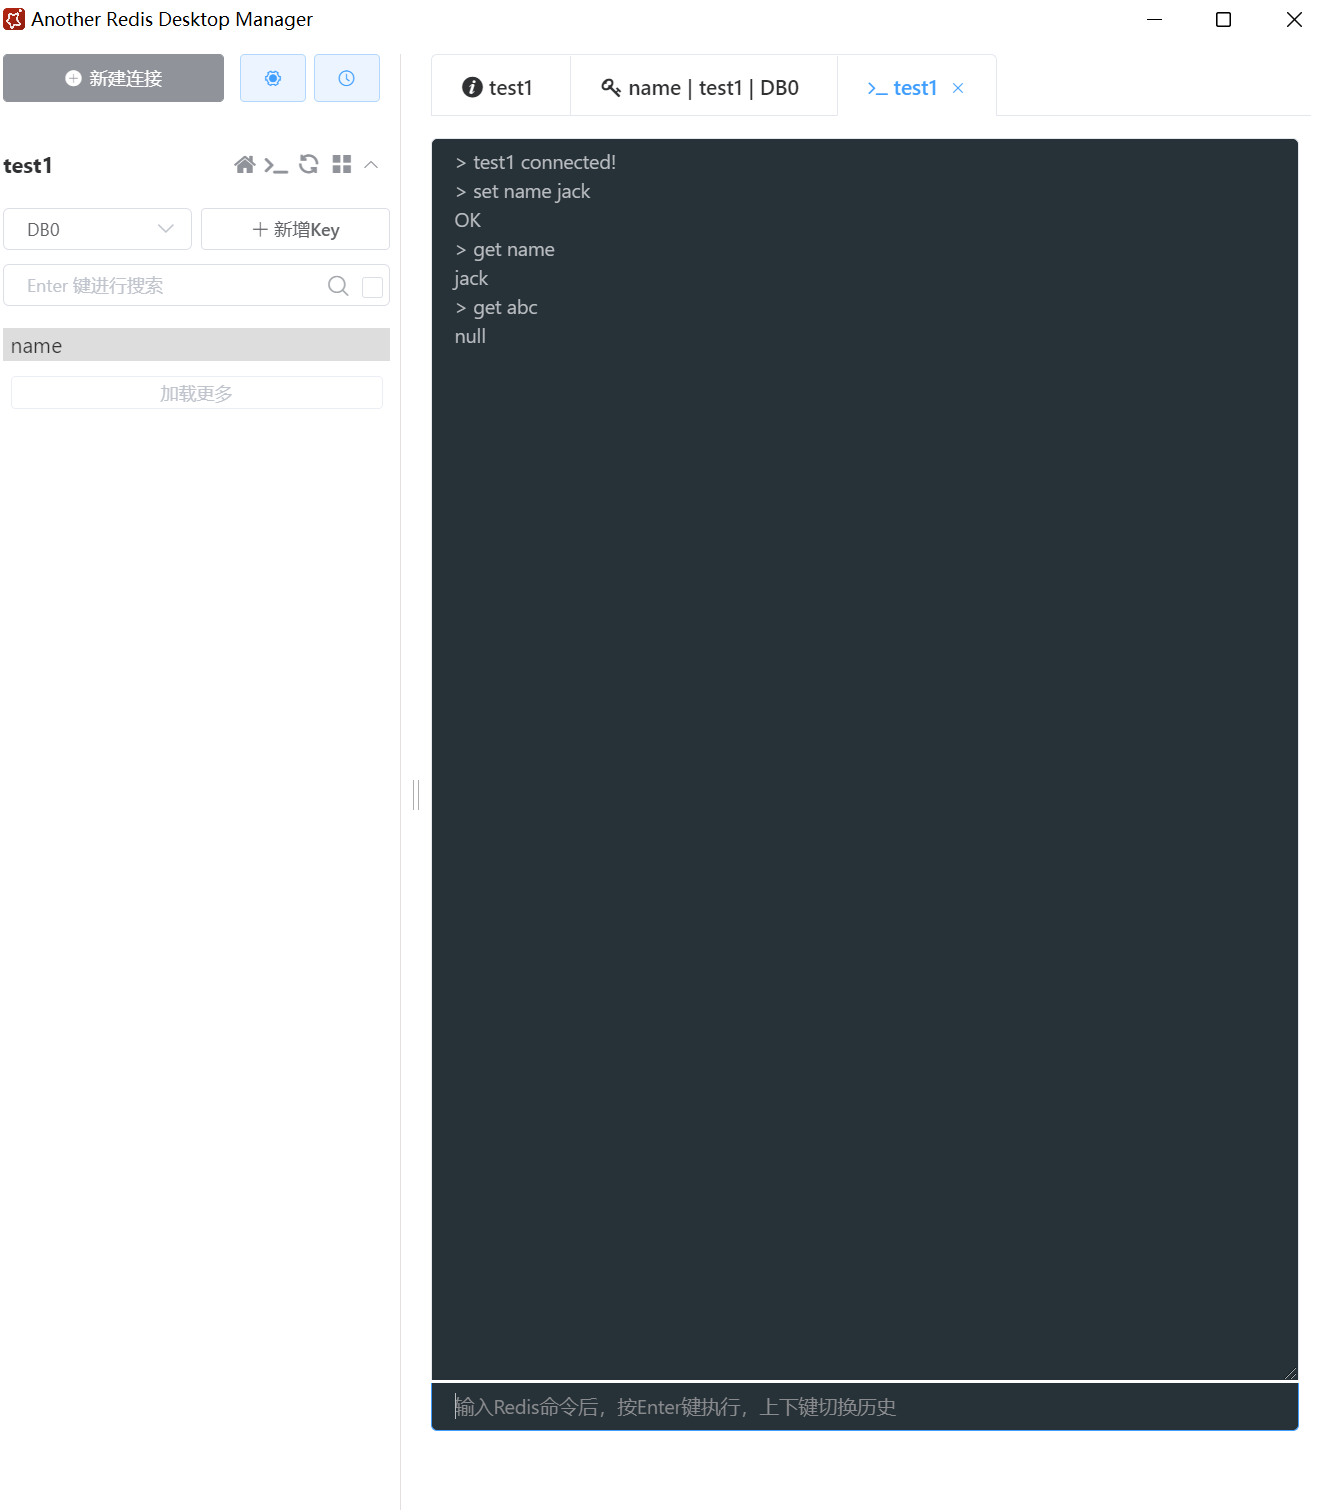 Another Redis Desktop Manager
新建连接
test1
DB0
新增Key
Enter 键进行搜索
name
加载更多
test1
name | test1 | DB0
>_ test1
> test1 connected!
> set name jack
OK
> get name
jack
> get abc
null
输入Redis命令后，按Enter键执行，上下键切换历史